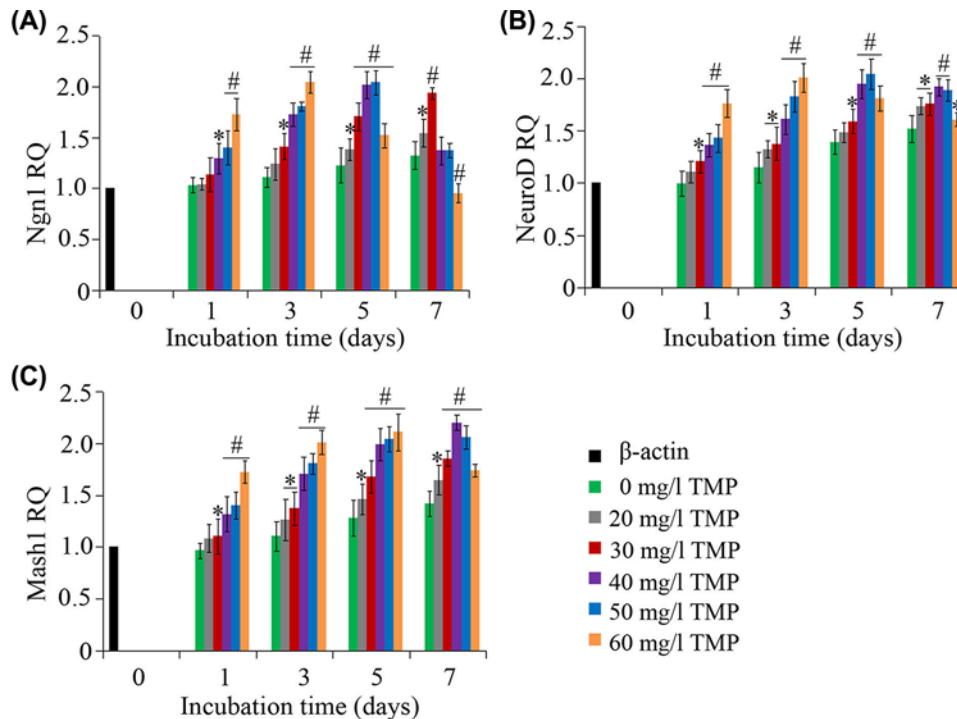 (A)
2.5
2.0
1.5
1.0
0.5
0
Ngn1 RQ
* # * # * # * # #
0 1 3 5 7
Incubation time (days)
(B)
2.5
2.0
1.5
1.0
0.5
0
NeuroD RQ
* # * # * # * # *
0 1 3 5 7
Incubation time (days)
(C)
2.5
2.0
1.5
1.0
0.5
0
Mash1 RQ
* # * # * # * #
0 1 3 5 7
Incubation time (days)
β-actin
0 mg/l TMP
20 mg/l TMP
30 mg/l TMP
40 mg/l TMP
50 mg/l TMP
60 mg/l TMP